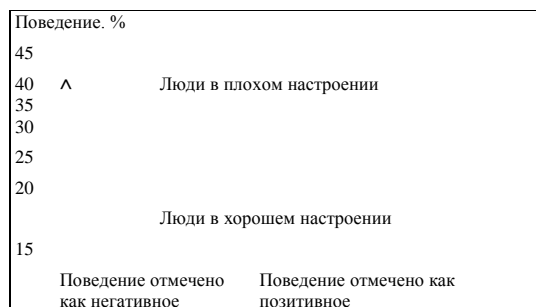 Поведение. %
45
40 ^ Люди в плохом настроении
35
30
25
20
Люди в хорошем настроении
15
Поведение отмечено Поведение отмечено как
как негативное позитивное